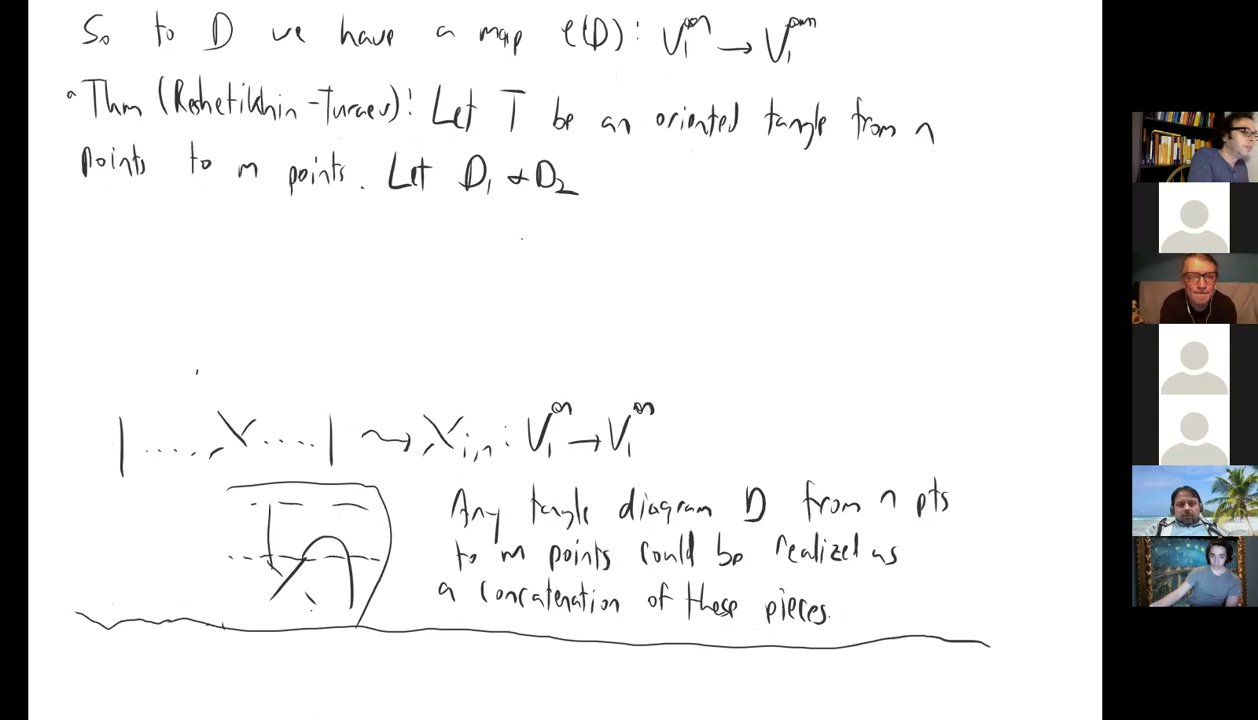 So to D we have a map ℓ(D): V₁^⊗n → V₁^⊗m
Thm (Reshetikhin-Turaev): Let T be an oriented tangle from n
points to m points. Let D₁ & D₂
|....X....| ⤳ X_i,n : V₁^⊗n → V₁^⊗n
Any tangle diagram D from n pts
to m points could be realized as
a concatenation of these pieces.